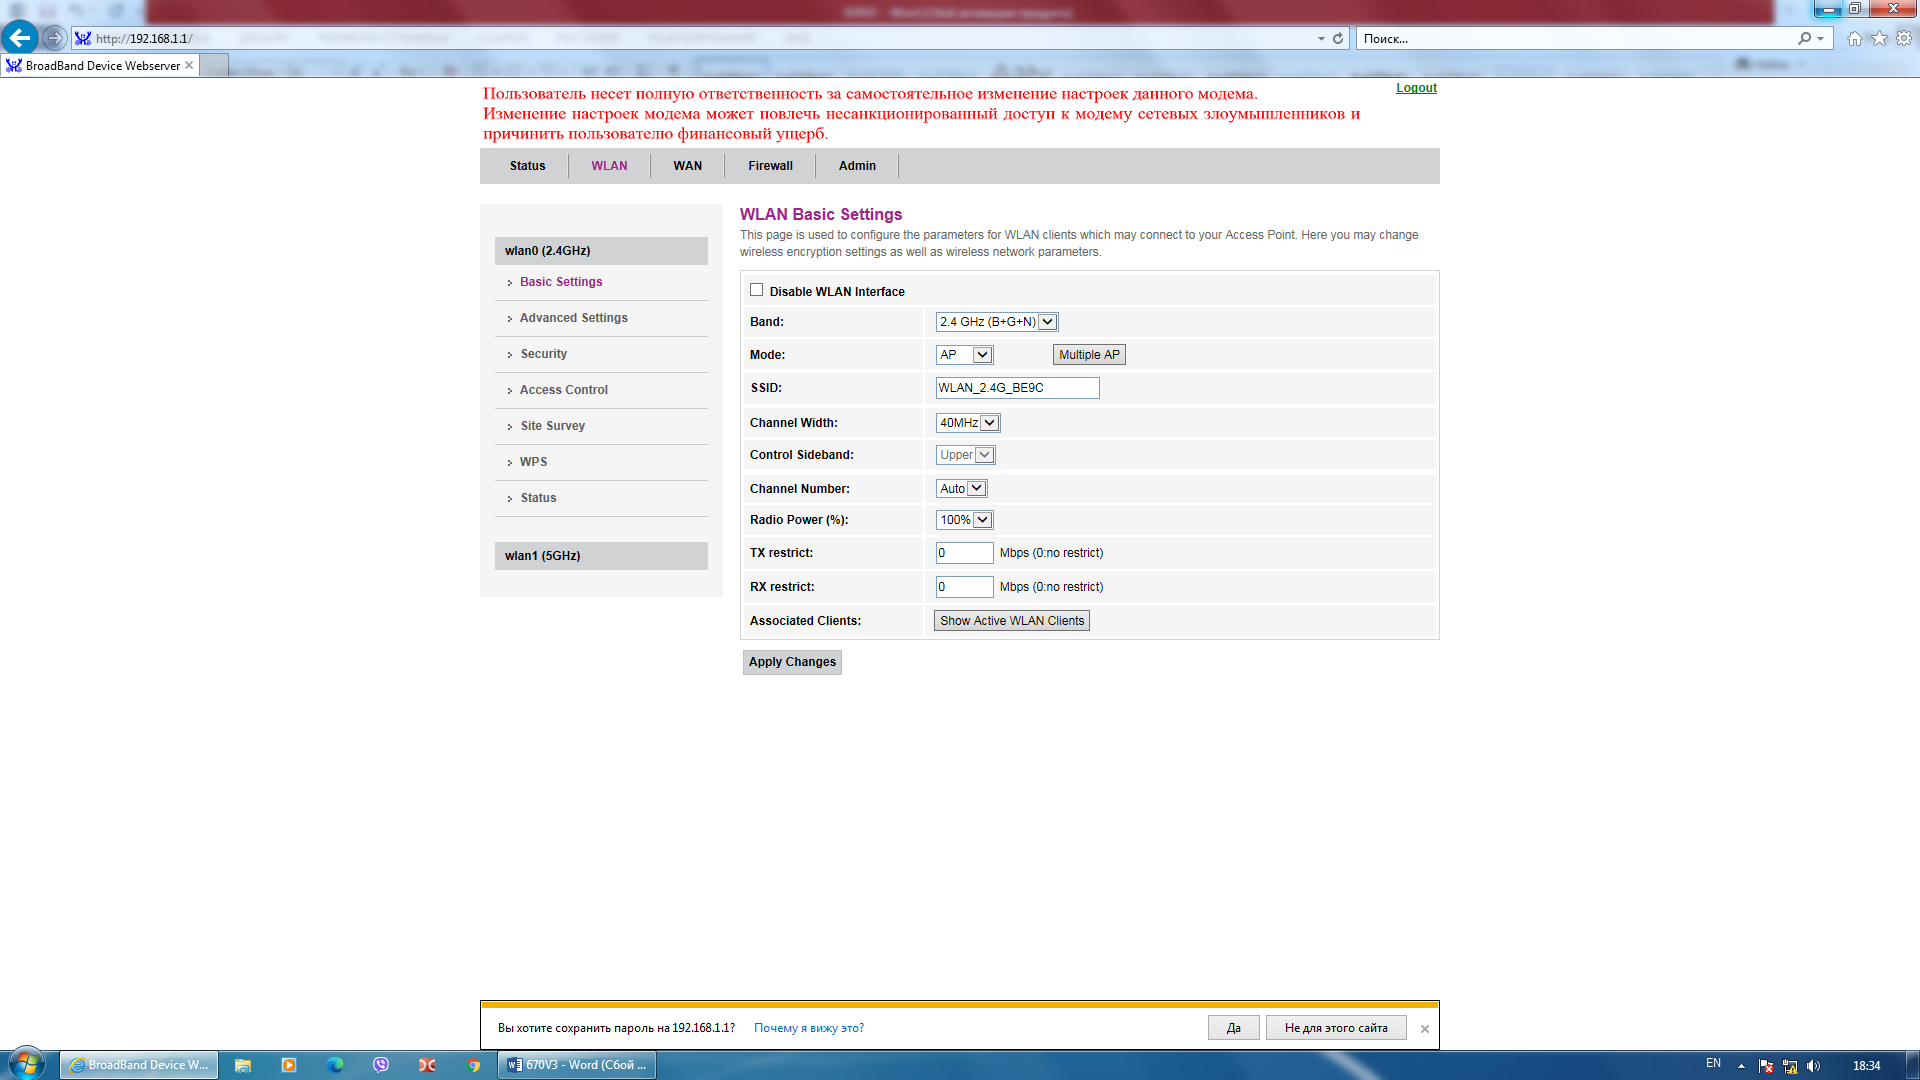 http://192.168.1.1/
Поиск...
BroadBand Device Webserver
Пользователь несет полную ответственность за самостоятельное изменение настроек данного модема.
Logout
Изменение настроек модема может повлечь несанкционированный доступ к модему сетевых злоумышленников и
причинить пользователю финансовый ущерб.
Status WLAN WAN Firewall Admin
wlan0 (2.4GHz)
Basic Settings
Advanced Settings
Security
Access Control
Site Survey
WPS
Status
wlan1 (5GHz)
WLAN Basic Settings
This page is used to configure the parameters for WLAN clients which may connect to your Access Point. Here you may change
wireless encryption settings as well as wireless network parameters.
Disable WLAN Interface
Band: 2.4 GHz (B+G+N)
Mode: AP Multiple AP
SSID: WLAN_2.4G_BE9C
Channel Width: 40MHz
Control Sideband: Upper
Channel Number: Auto
Radio Power (%): 100%
TX restrict: 0 Mbps (0:no restrict)
RX restrict: 0 Mbps (0:no restrict)
Associated Clients: Show Active WLAN Clients
Apply Changes
Вы хотите сохранить пароль на 192.168.1.1? Почему я вижу это? Да Не для этого сайта
BroadBand Device W... 670V3 - Word (Сбой ... EN 18:34